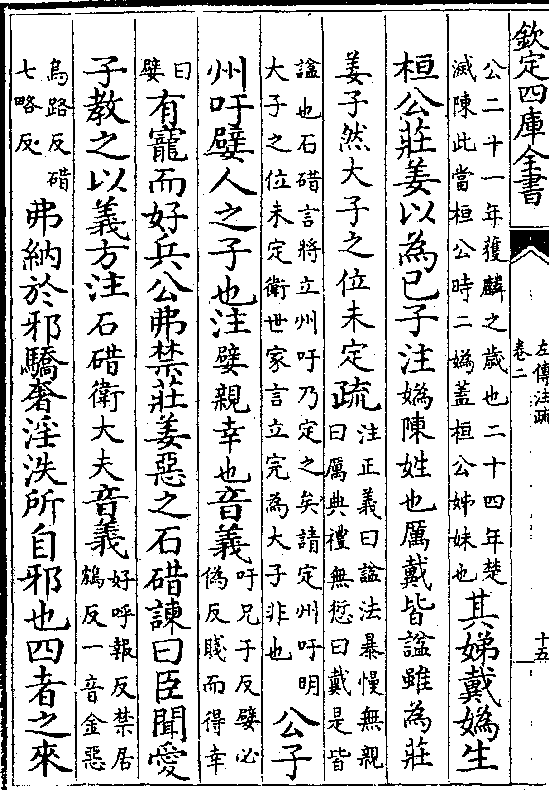 欽定四庫全書
左傳注疏
卷二
十五
公二十一年獲麟之歲也二十四年楚
滅陳此當桓公時二媯蓋桓公姊妹也
其娣戴媯生
桓公莊姜以為已子注媯陳姓也厲戴皆諡雖為莊
姜子然大子之位未定疏
注正義曰諡法暴慢無親
曰厲典禮無愆曰戴是皆
諡也石碏言將立州吁乃定之矣請定州吁明
大子之位未定衛世家言立完為大子非也
公子
州吁嬖人之子也注嬖親幸也音義
吁兄于反嬖必
偽反賤而得幸
曰
嬖
有寵而好兵公弗禁莊姜惡之石碏諫曰臣聞愛
子教之以義方注石碏衛大夫音義
好呼報反禁居
鴆反一音金惡
烏路反碏
七略反
弗納於邪驕奢淫泆所自邪也四者之來